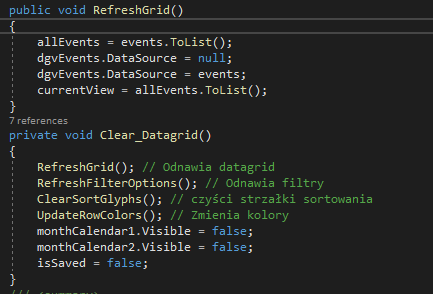 public void RefreshGrid()
{
allEvents = events.ToList();
dgvEvents.DataSource = null;
dgvEvents.DataSource = events;
currentView = allEvents.ToList();
}
7 references
private void Clear_Datagrid()
{
RefreshGrid(); // Odnawia datagrid
RefreshFilterOptions(); // Odnawia filtry
ClearSortGlyphs(); // czyści strzałki sortowania
UpdateRowColors(); // Zmienia kolory
monthCalendar1.Visible = false;
monthCalendar2.Visible = false;
isSaved = false;
}